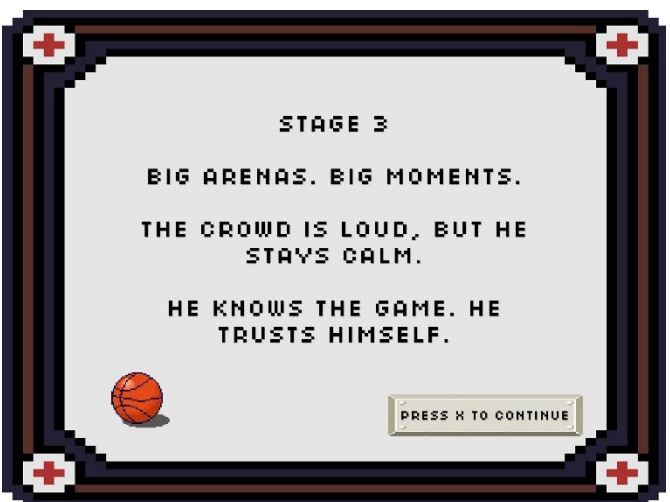 STAGE 3
BIG ARENAS. BIG MOMENTS.
THE CROWD IS LOUD, BUT HE
STAYS CALM.
HE KNOWS THE GAME. HE
TRUSTS HIMSELF.
PRESS X TO CONTINUE